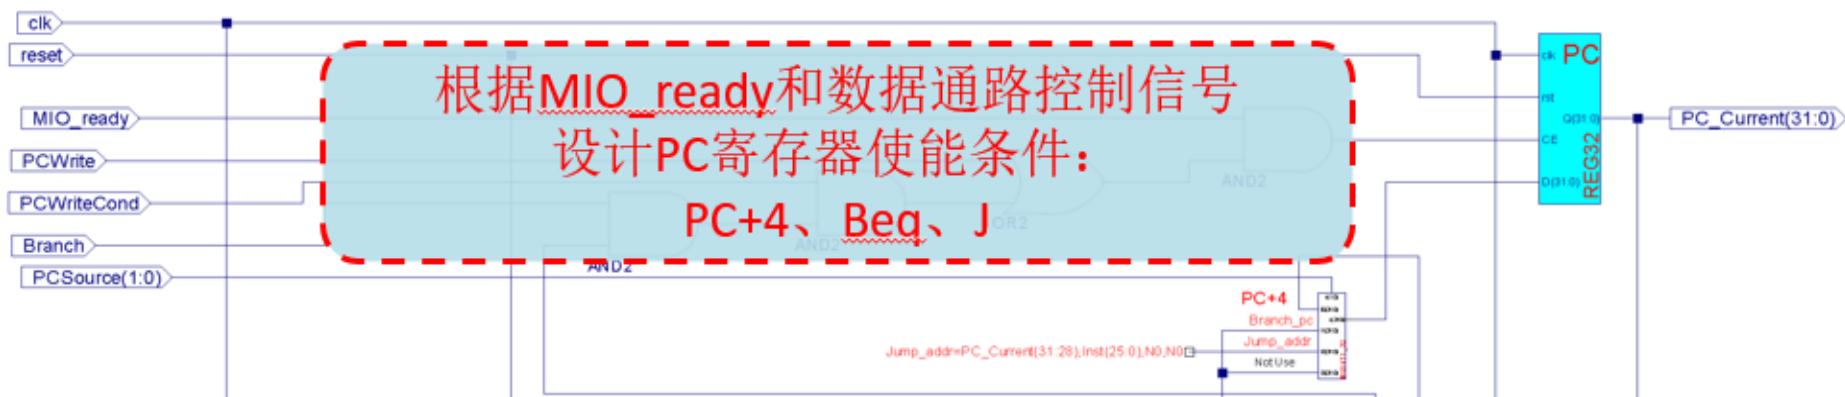 clk
reset
MIO_ready
PCWrite
PCWriteCond
Branch
PCSource(1:0)
根据MIO_ready和数据通路控制信号
设计PC寄存器使能条件：
PC+4、Beq、J
AND2
AND2
OR2
AND2
clk
PC
rst
Q(31:0)
CE
D(31:0)
REG32
PC_Current(31:0)
PC+4
Branch_pc
Jump_addr
Not Use
Jump_addr=PC_Current(31:28),Inst(25:0),N0,N0